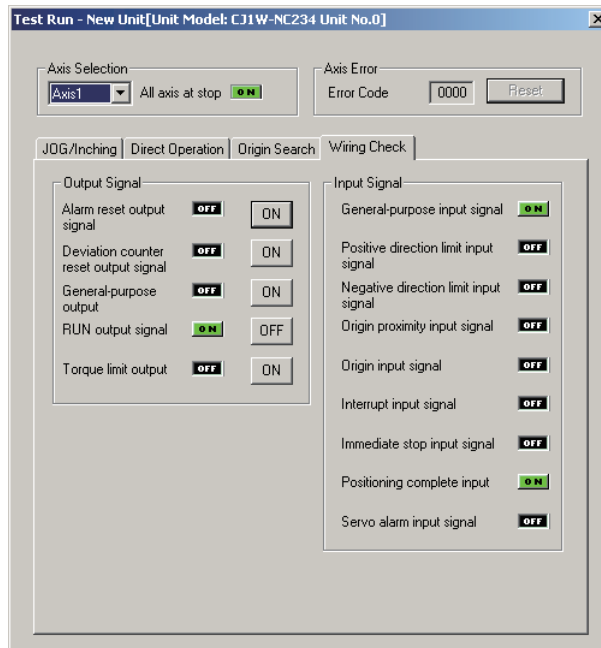 Test Run - New Unit[Unit Model: CJ1W-NC234 Unit No.0]
Axis Selection
Axis1
All axis at stop ON
Axis Error
Error Code 0000 Reset
JOG/Inching Direct Operation Origin Search Wiring Check
Output Signal
Alarm reset output
signal
OFF ON
Deviation counter
reset output signal
OFF ON
General-purpose
output
OFF ON
RUN output signal ON OFF
Torque limit output OFF ON
Input Signal
General-purpose input signal ON
Positive direction limit input
signal
OFF
Negative direction limit input
signal
OFF
Origin proximity input signal OFF
Origin input signal OFF
Interrupt input signal OFF
Immediate stop input signal OFF
Positioning complete input ON
Servo alarm input signal OFF